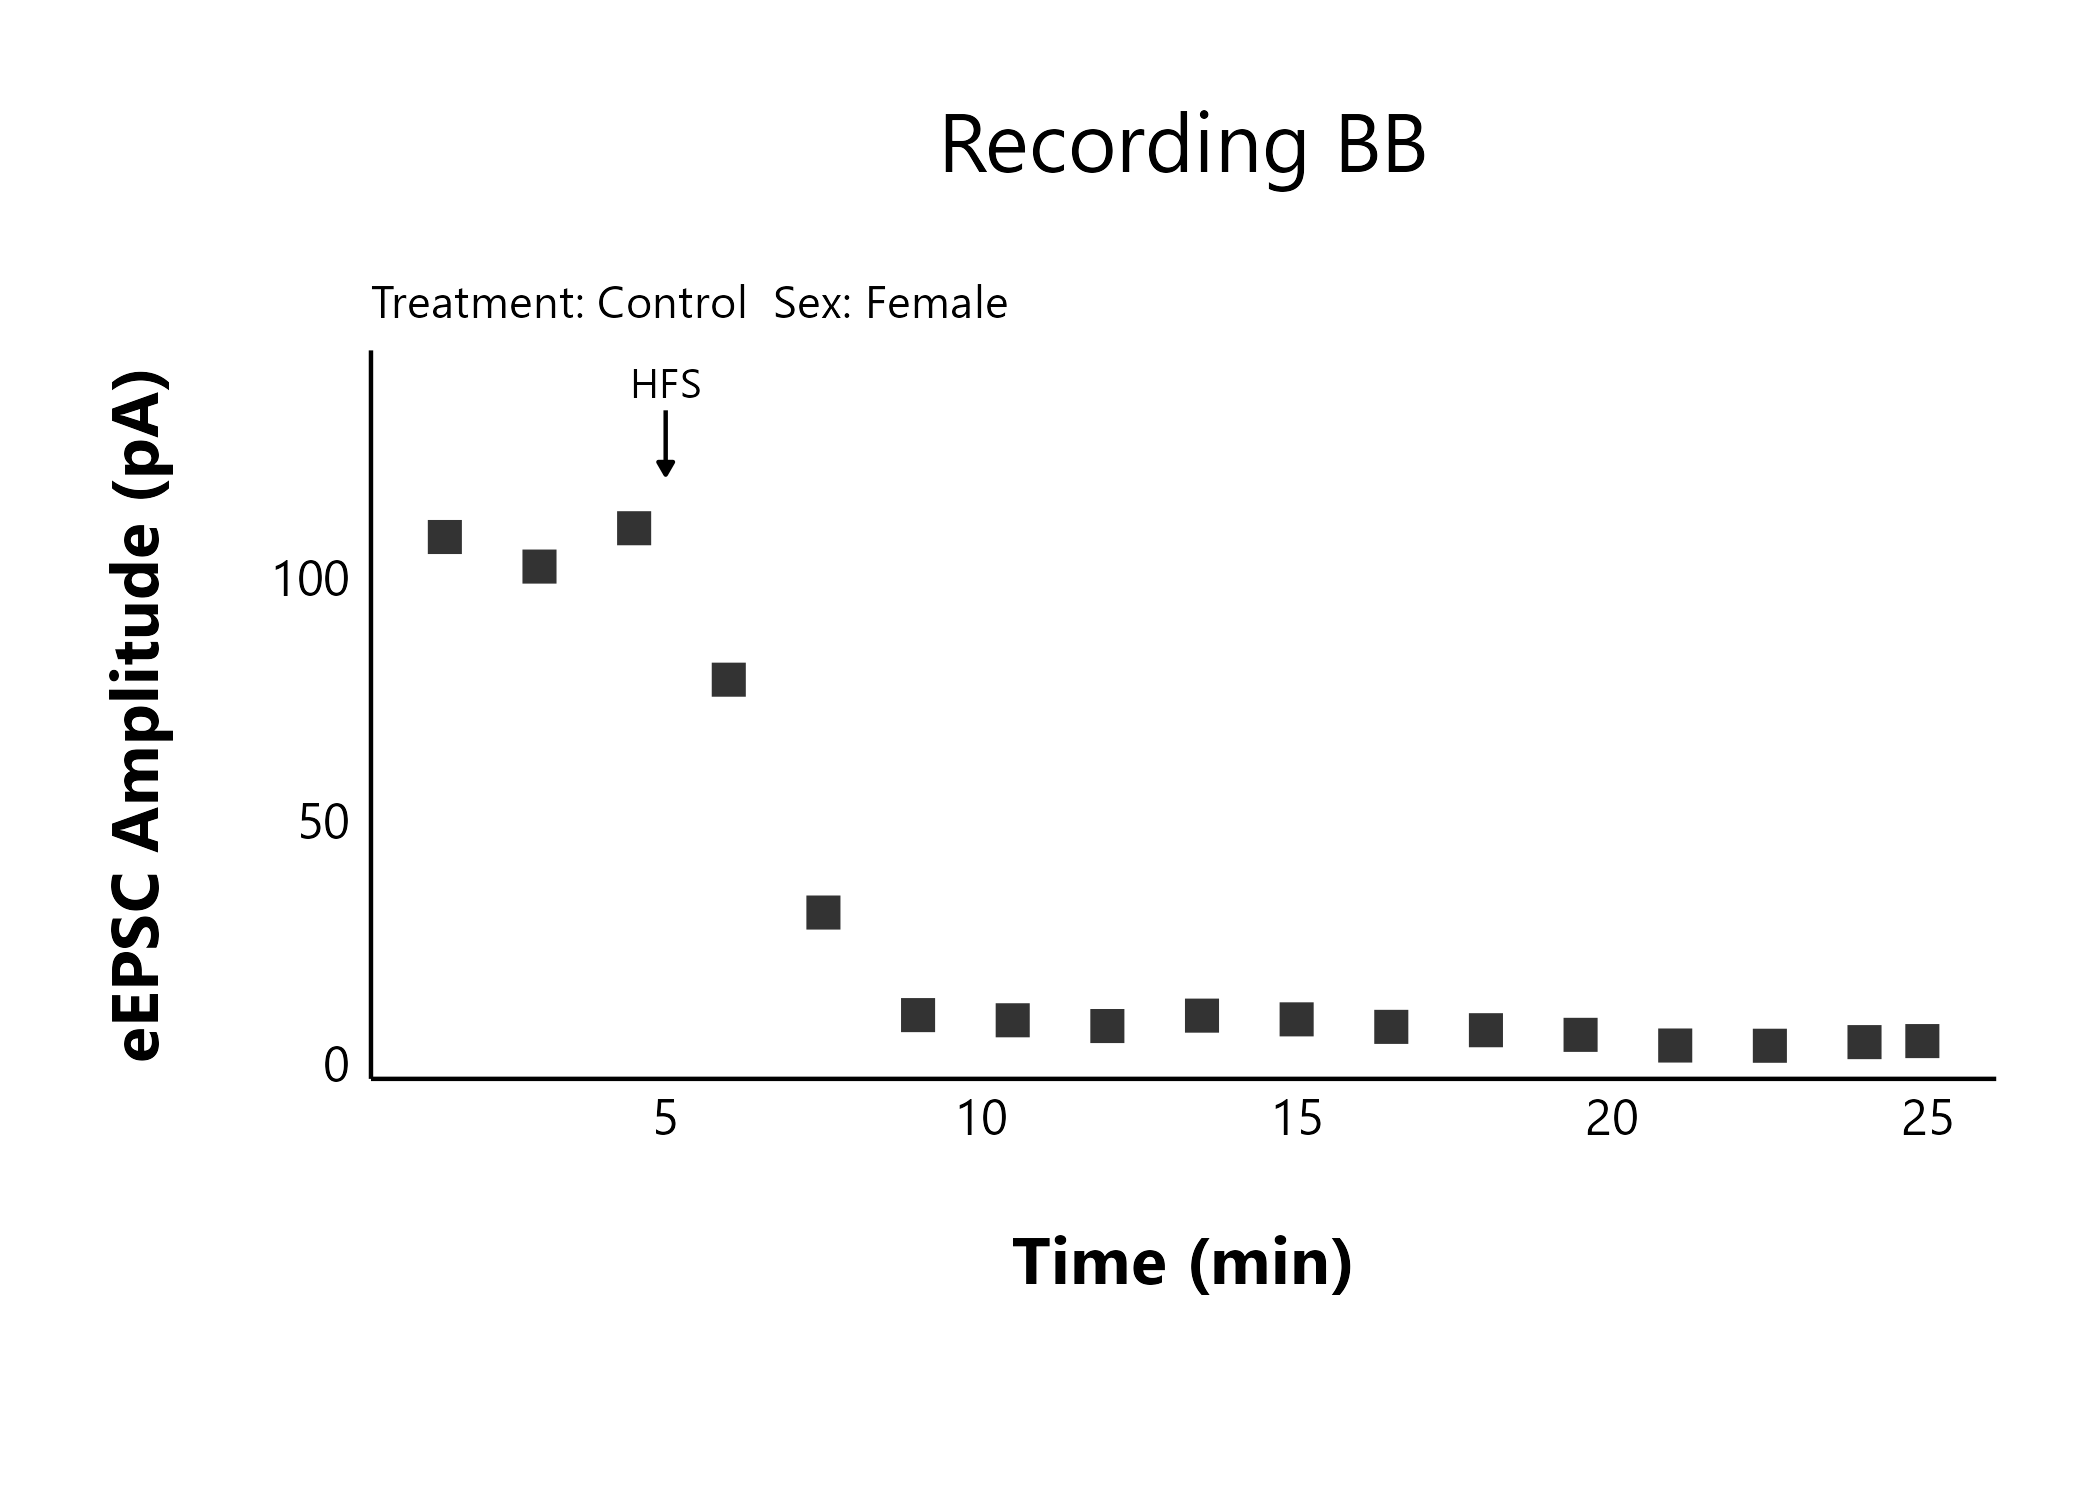 Recording BB
Treatment: Control  Sex: Female
HFS
eEPSC Amplitude (pA)
100
50
0
5
10
15
20
25
Time (min)